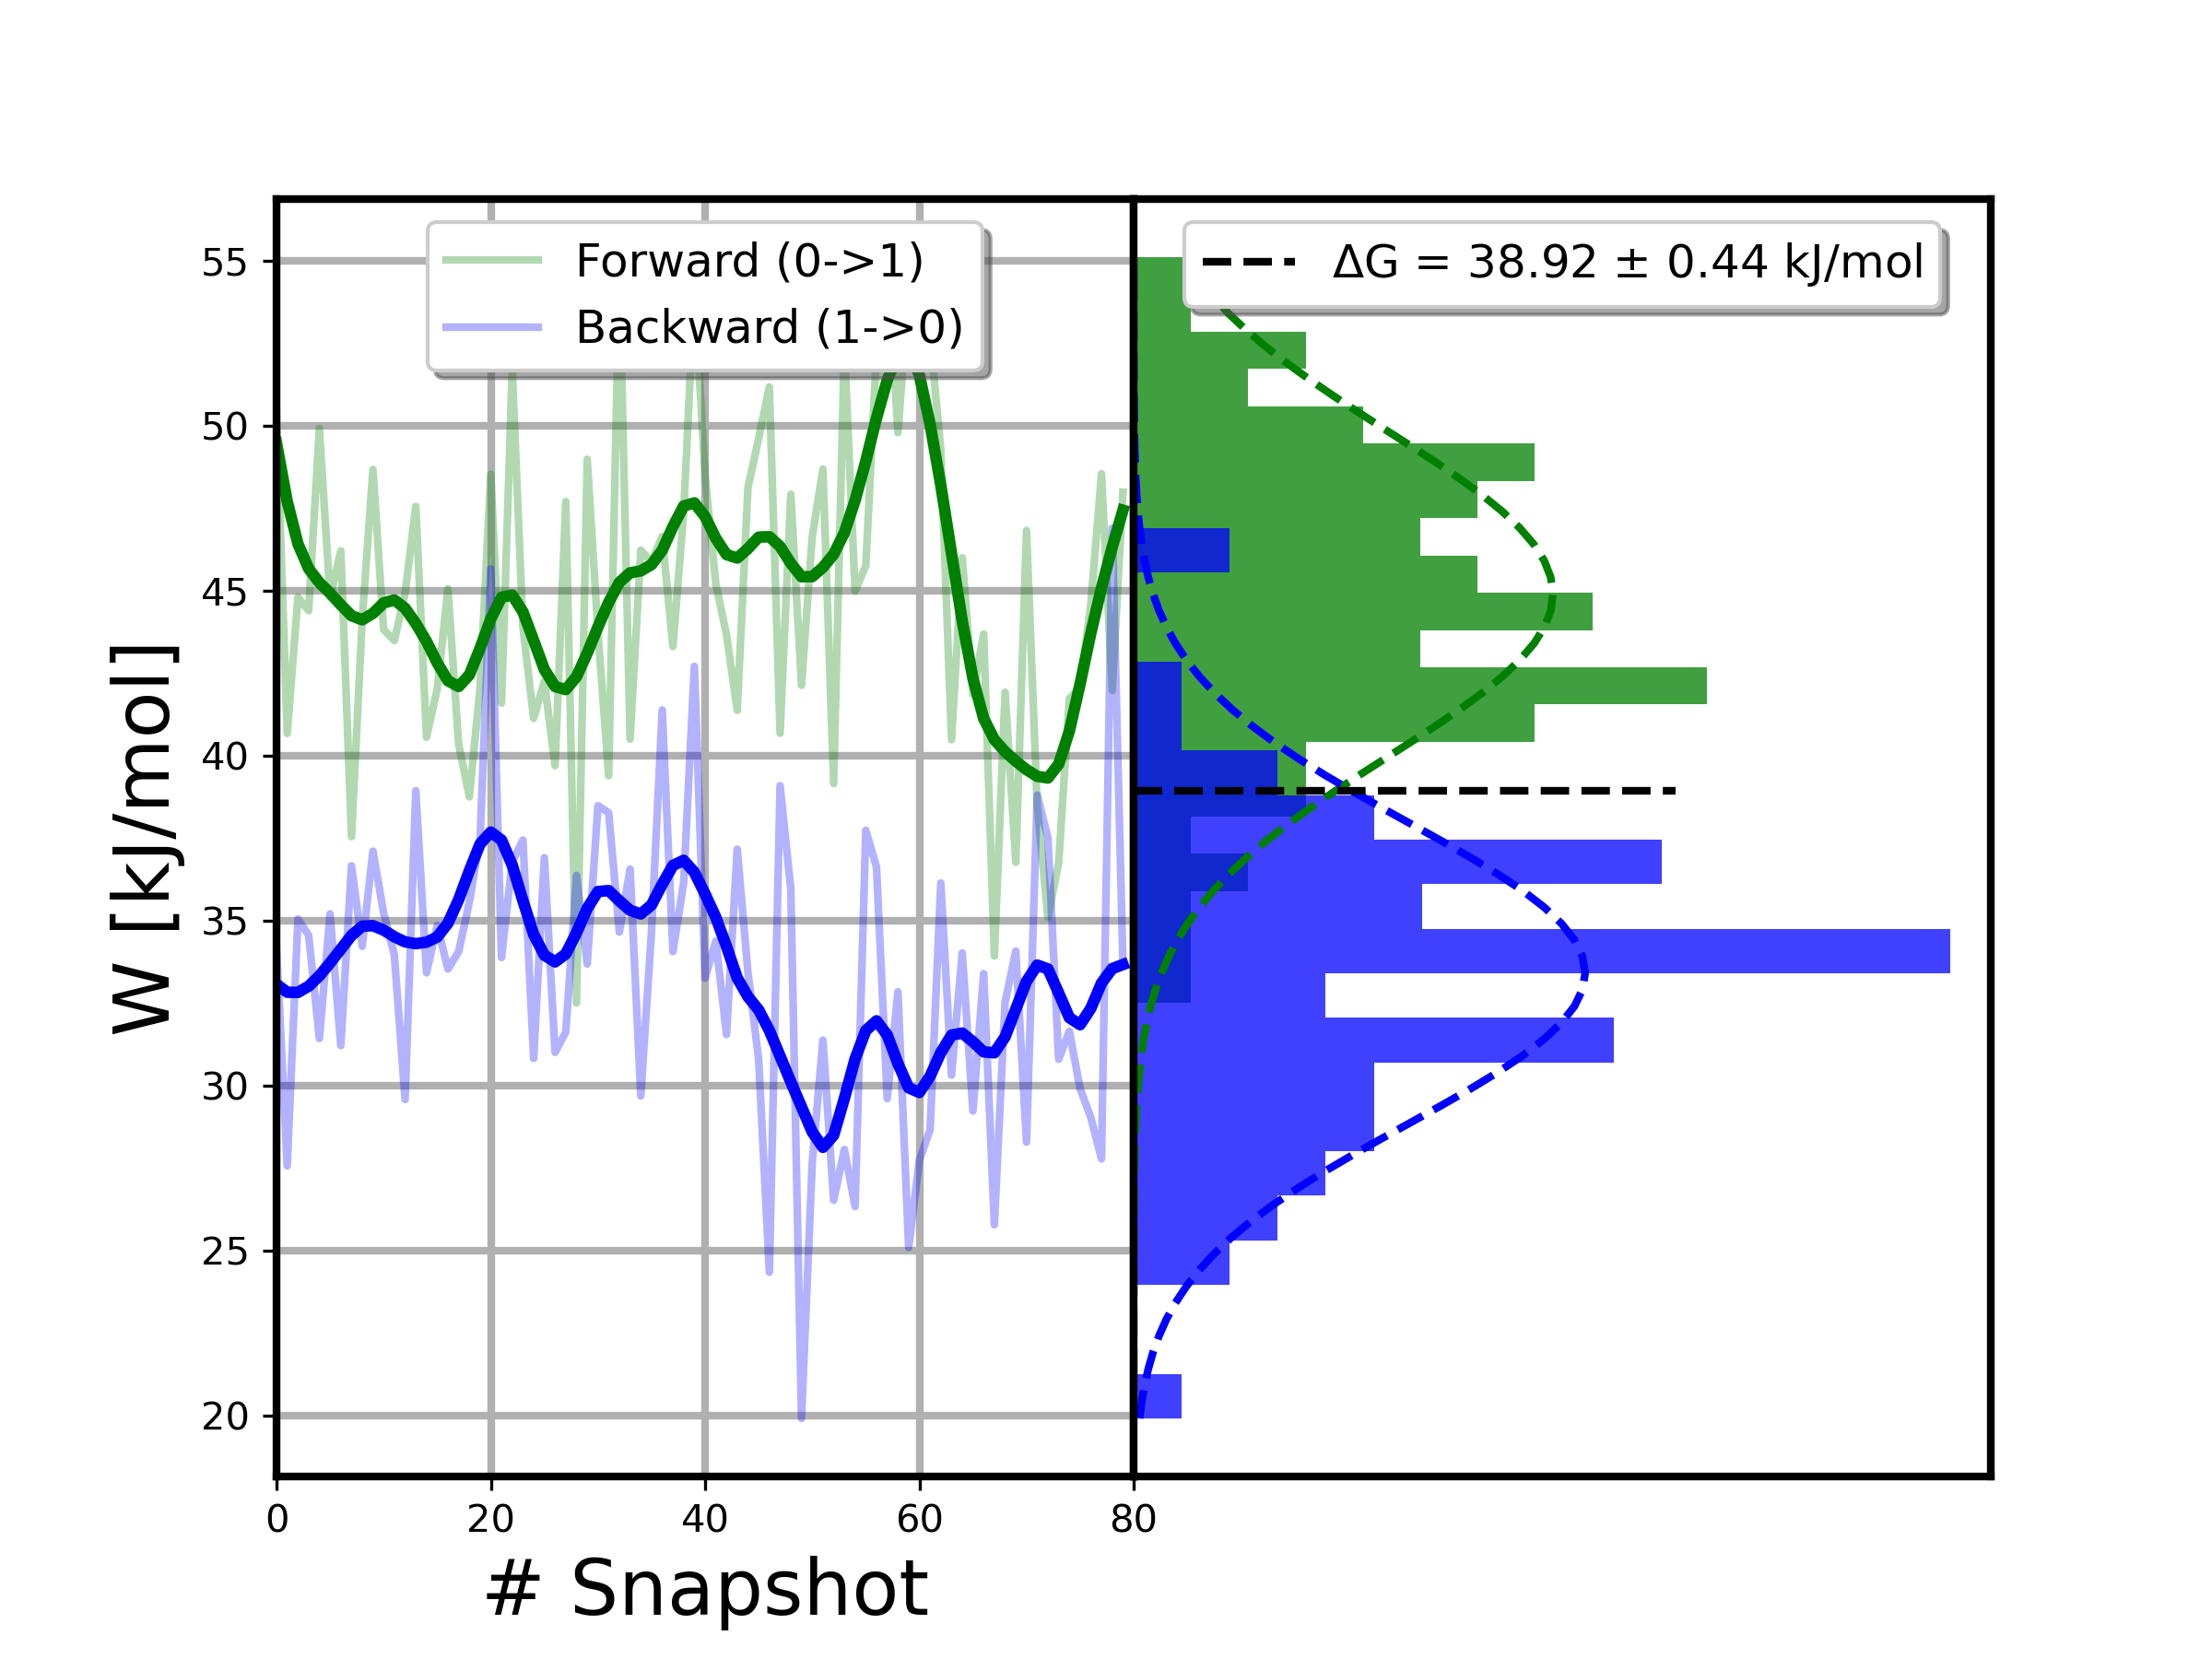 Forward (0->1)
Backward (1->0)
ΔG = 38.92 ± 0.44 kJ/mol
W [kJ/mol]
55
50
45
40
35
30
25
20
0 20 40 60 80
# Snapshot